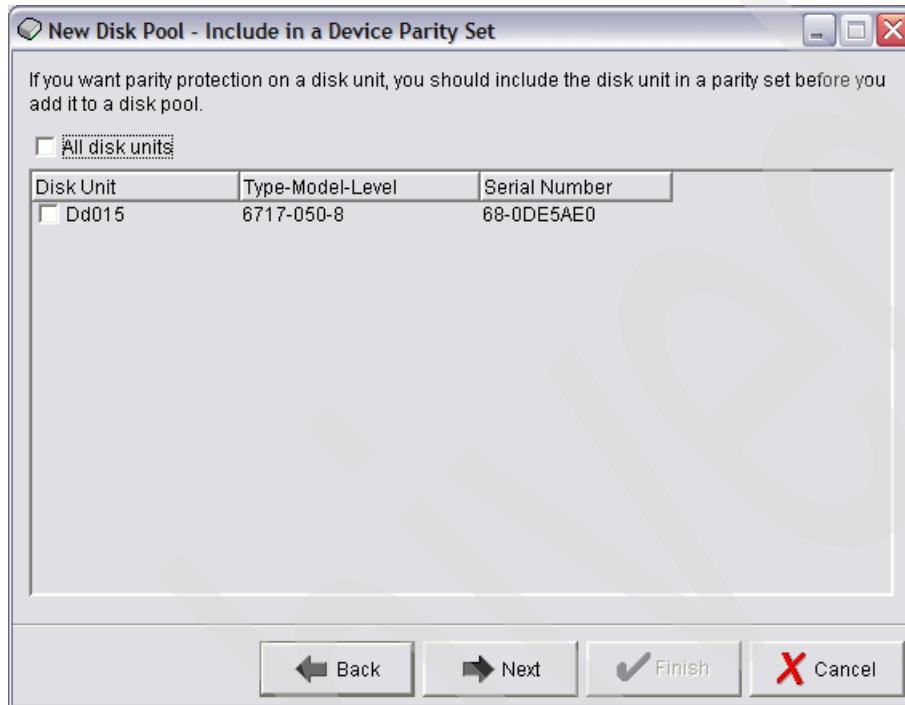 New Disk Pool - Include in a Device Parity Set
If you want parity protection on a disk unit, you should include the disk unit in a parity set before you
add it to a disk pool.
All disk units
Disk Unit Type-Model-Level Serial Number
Dd015 6717-050-8 68-0DE5AE0
Back Next Finish Cancel